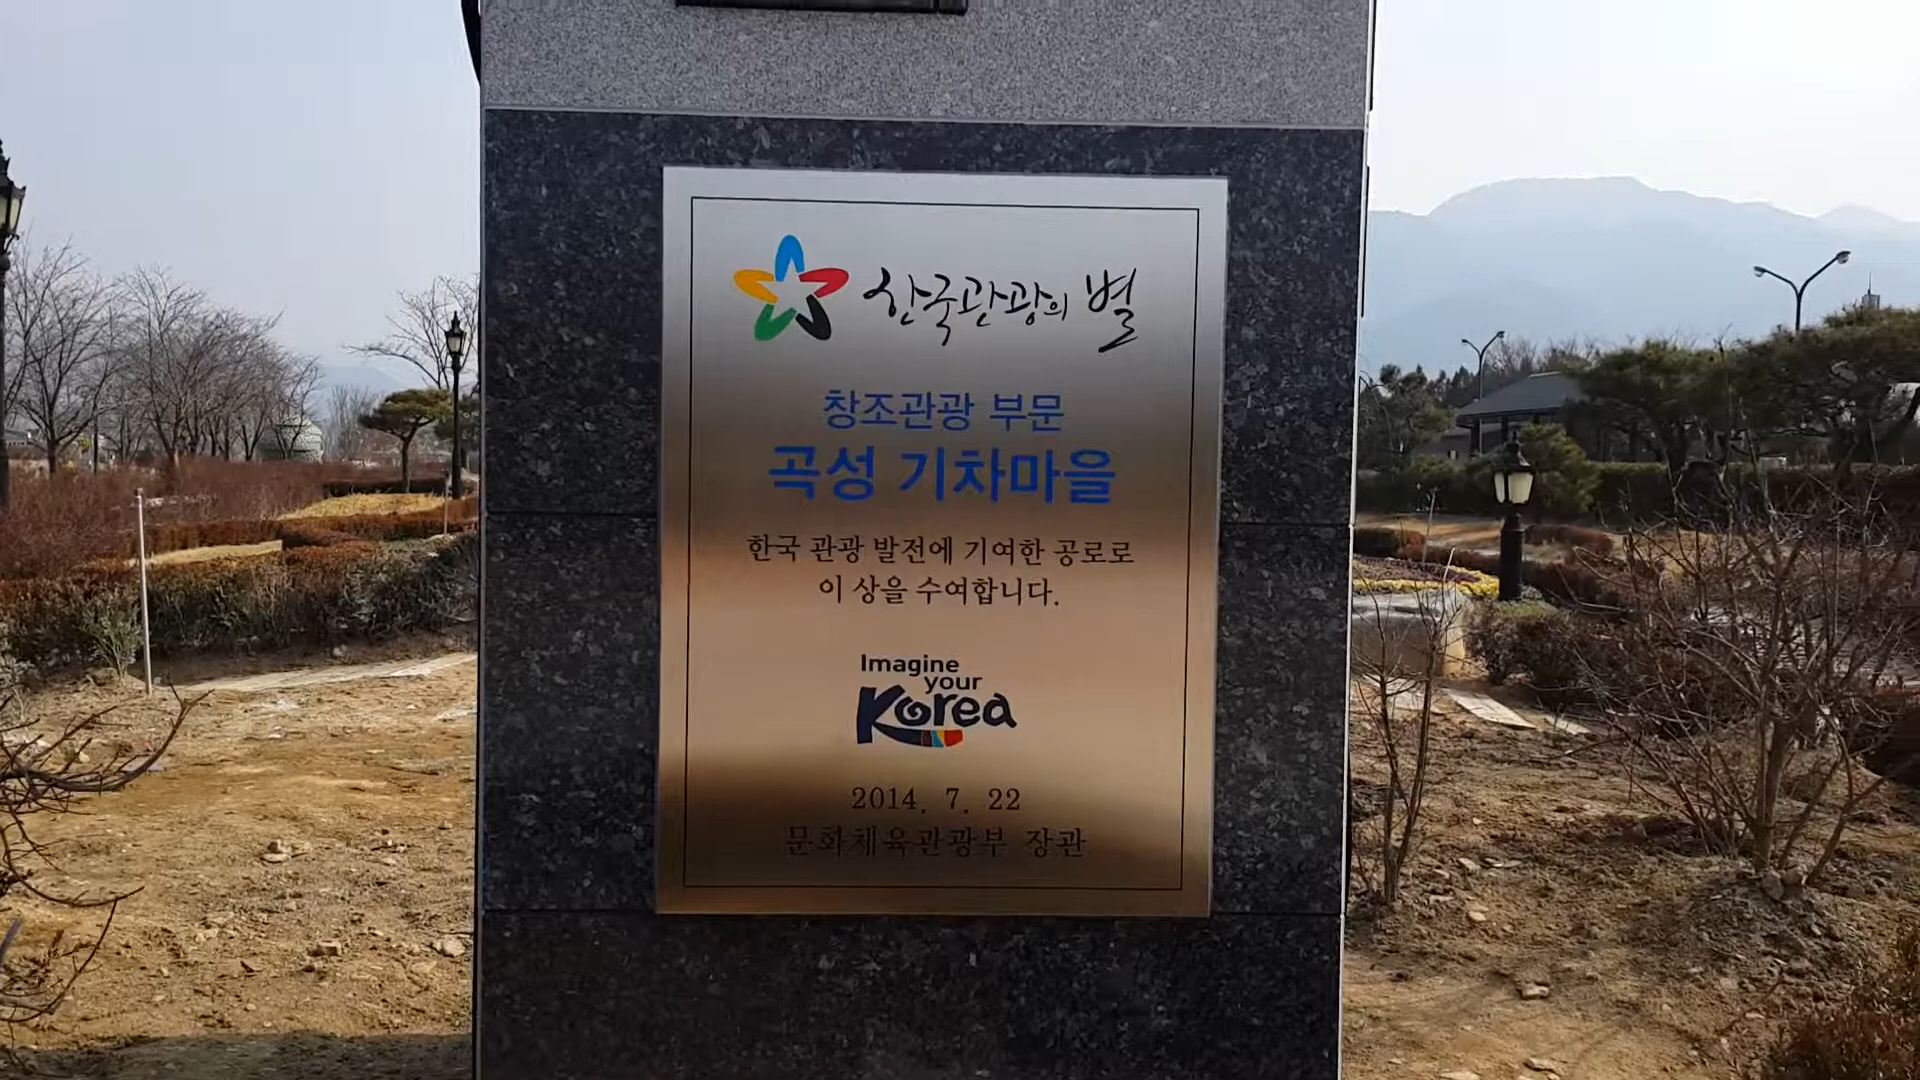 한국관광의 별
창조관광 부문
곡성 기차마을
한국 관광 발전에 기여한 공로로
이 상을 수여합니다.
Imagine
your
Korea
2014. 7. 22
문화체육관광부 장관